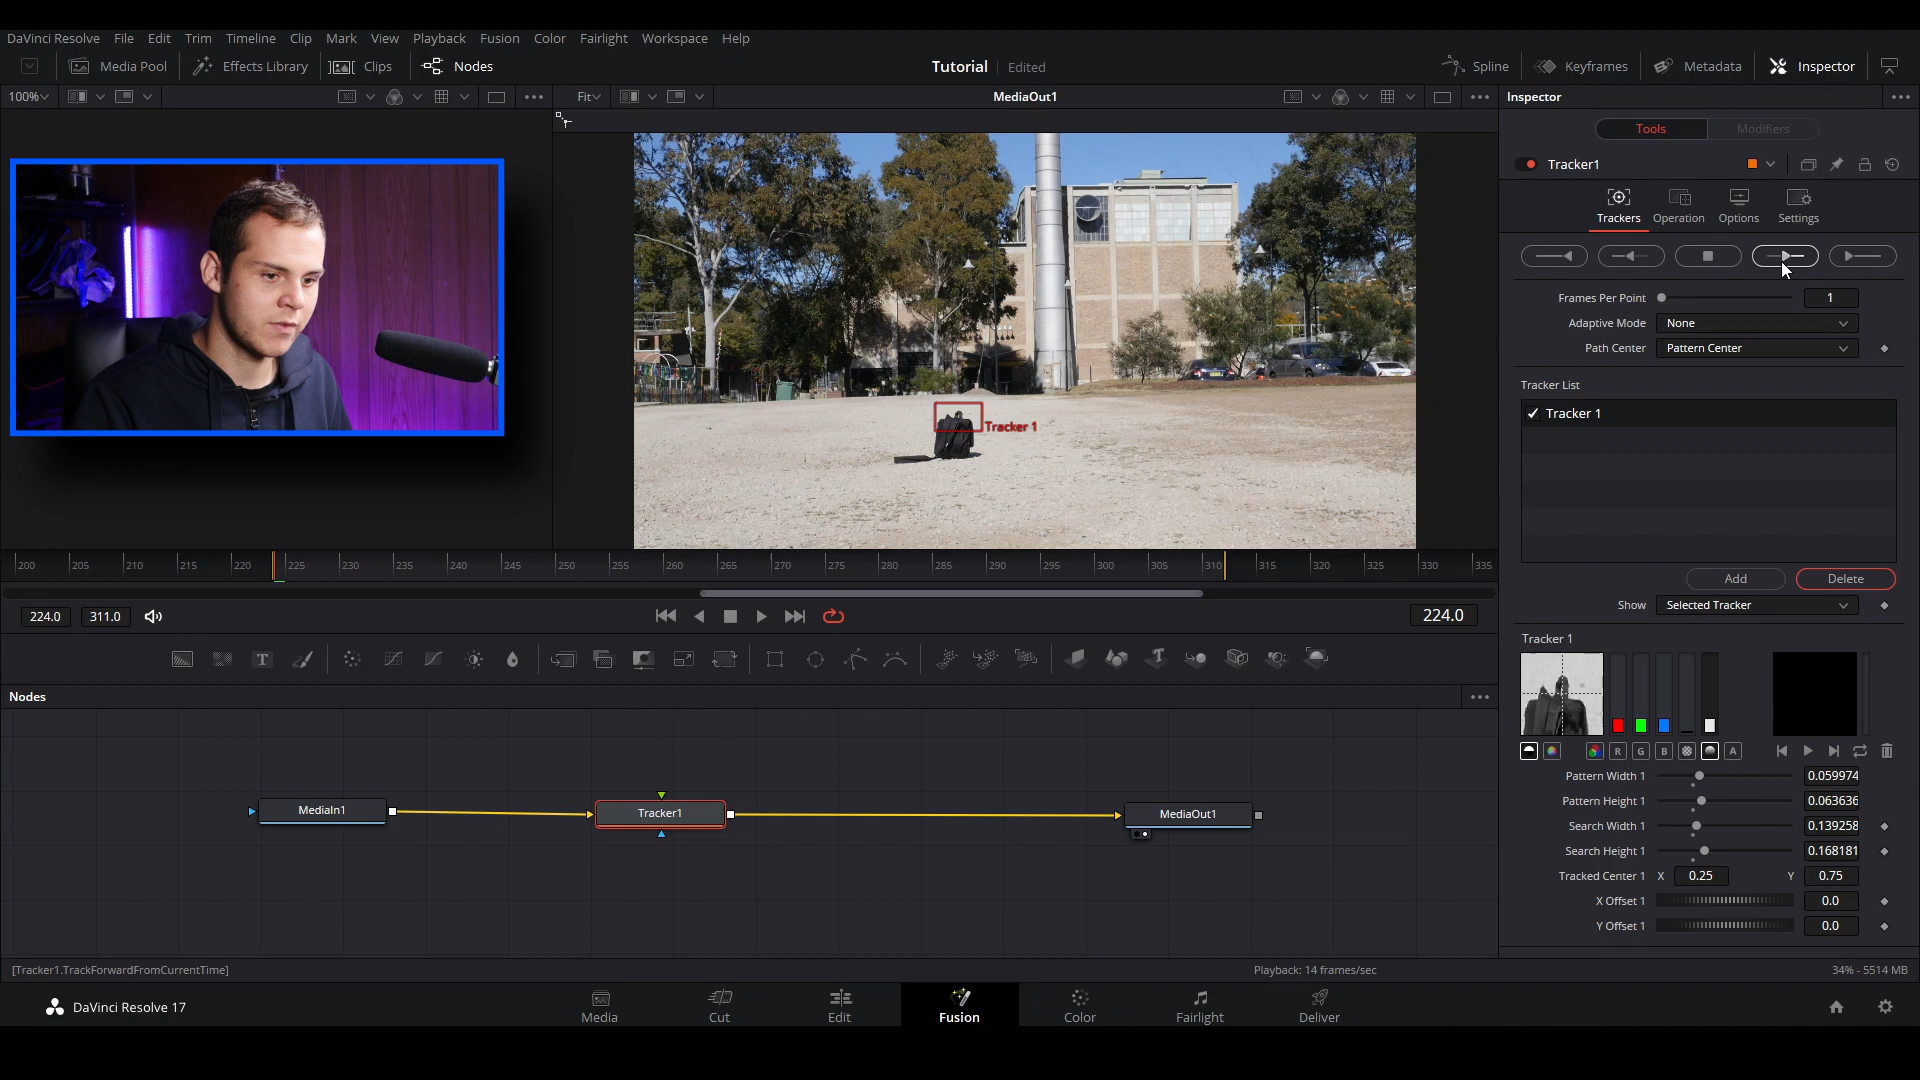 DaVinci Resolve File Edit Trim Timeline Clip Mark View Playback Fusion Color Fairlight Workspace Help
Media Pool Effects Library Clips Nodes Tutorial Edited Spline Keyframes Metadata Inspector
100% Fit MediaOut1 Inspector
Tools Modifiers
Tracker1
Trackers Operation Options Settings
Frames Per Point 1
Adaptive Mode None
Path Center Pattern Center
Tracker List
Tracker 1
Tracker 1
Add Delete
Show Selected Tracker
200 205 210 215 220 225 230 235 240 245 250 255 260 265 270 275 280 285 290 295 300 305 310 315 320 325 330 335
224.0 311.0 224.0
Tracker 1
Nodes
R G B A
Pattern Width 1 0.059974
Pattern Height 1 0.063636
Search Width 1 0.139258
Search Height 1 0.168181
Tracked Center 1 X 0.25 Y 0.75
X Offset 1 0.0
Y Offset 1 0.0
MediaIn1 Tracker1 MediaOut1
[Tracker1.TrackForwardFromCurrentTime] Playback: 14 frames/sec 34% - 5514 MB
DaVinci Resolve 17 Media Cut Edit Fusion Color Fairlight Deliver